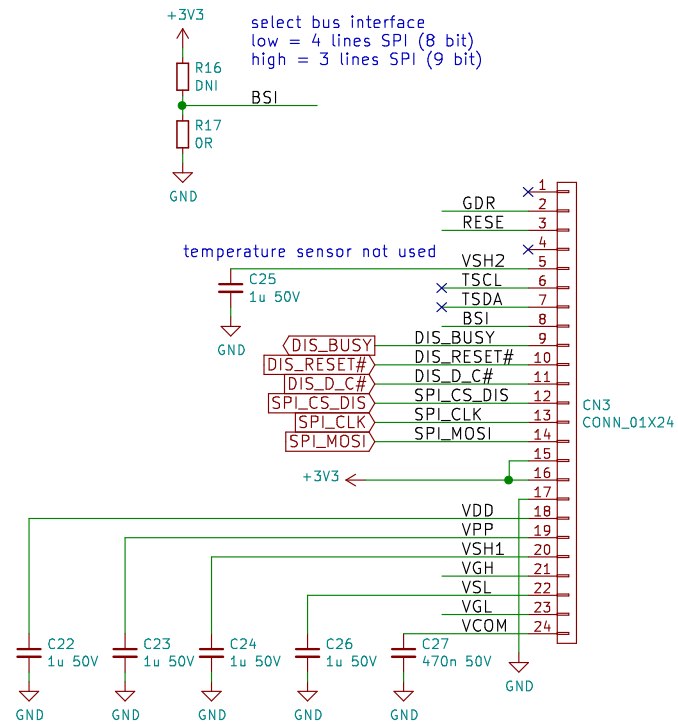 +3V3
select bus interface
low = 4 lines SPI (8 bit)
high = 3 lines SPI (9 bit)
R16
DNI
BSI
R17
0R
GND
1
GDR 2
RESE 3
4
temperature sensor not used
VSH2 5
C25
1u 50V
GND
TSCL 6
TSDA 7
BSI 8
DIS_BUSY DIS_BUSY 9
DIS_RESET# DIS_RESET# 10
DIS_D_C# DIS_D_C# 11
SPI_CS_DIS SPI_CS_DIS 12
SPI_CLK SPI_CLK 13
SPI_MOSI SPI_MOSI 14
CN3
CONN_01X24
15
+3V3 16
17
VDD 18
VPP 19
VSH1 20
VGH 21
VSL 22
VGL 23
VCOM 24
C22
1u 50V
C23
1u 50V
C24
1u 50V
C26
1u 50V
C27
470n 50V
GND
GND
GND
GND
GND
GND